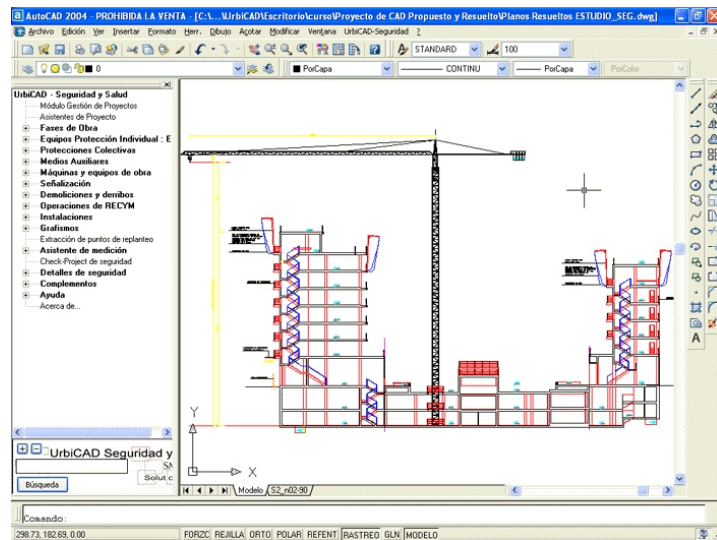 AutoCAD 2004 - PROHIBIDA LA VENTA - [C:\...\UrbiCAD\Escritorio\curso\Proyecto de CAD Propuesto y Resuelto\Planos Resueltos ESTUDIO_SEG.dwg]
Archivo Edición Ver Insertar Formato Herr. Dibujo Acotar Modificar Ventana UrbiCAD-Seguridad ?
STANDARD 100
0 PorCapa CONTINU PorCapa PorColor
UrbiCAD - Seguridad y Salud
Módulo Gestión de Proyectos
Asistentes de Proyecto
Fases de Obra
Equipos Protección Individual : E
Protecciones Colectivas
Medios Auxiliares
Máquinas y equipos de obra
Señalización
Demoliciones y derribos
Operaciones de RECYM
Instalaciones
Grafismos
Extracción de puntos de replanteo
Asistente de medición
Check-Project de seguridad
Detalles de seguridad
Complementos
Ayuda
Acerca de...
Y
X
UrbiCAD Seguridad y
Búsqueda
Modelo S2_n02-90
Comando:
298.73, 182.69, 0.00 FORZC REJILLA ORTO POLAR REFENT RASTREO GLN MODELO